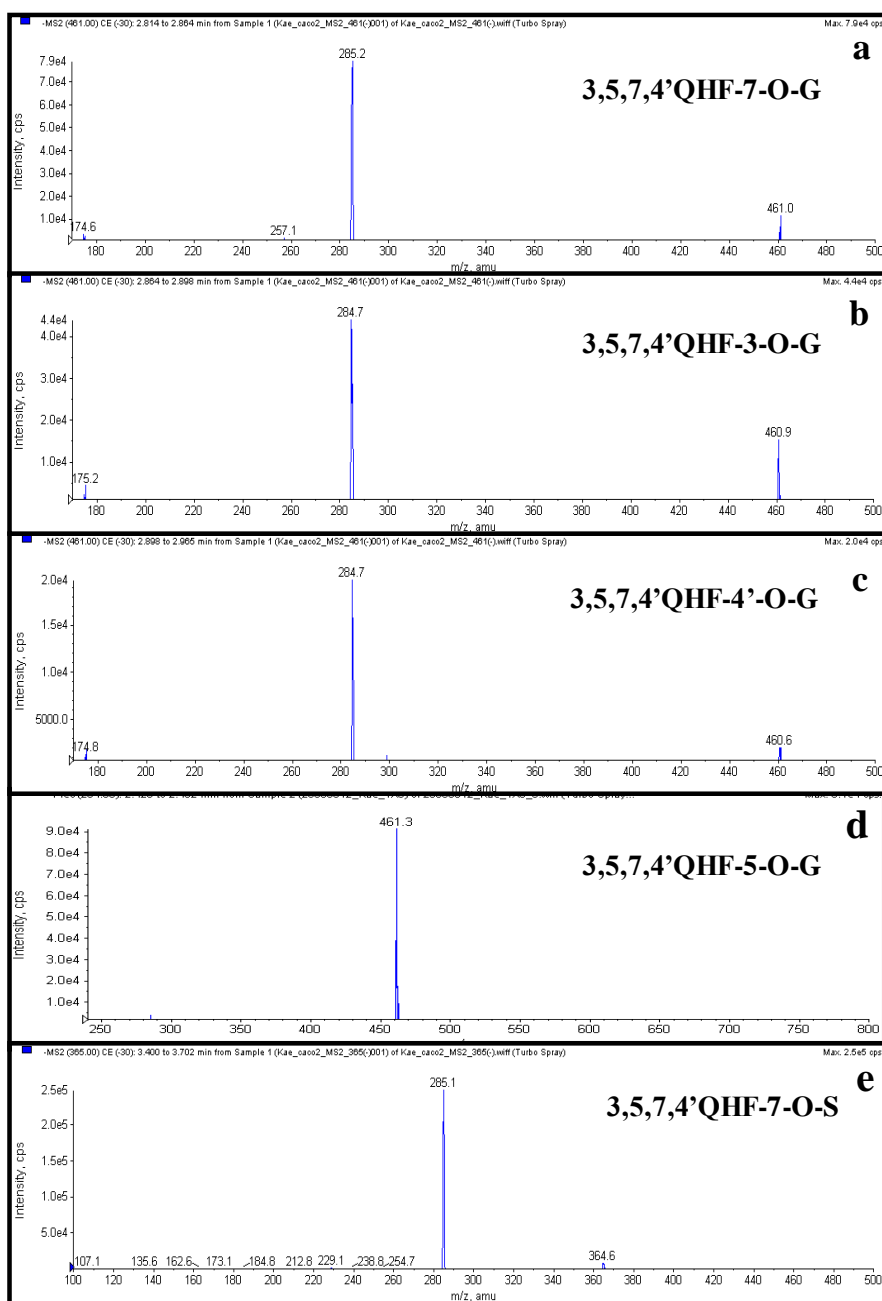 -MS2 (461.00) CE (-30): 2.814 to 2.864 min from Sample 1 (Kae_caco2_MS2_461(-)001) of Kae_caco2_MS2_461(-).wiff (Turbo Spray) Max. 7.9e4 cps
a
3,5,7,4’QHF-7-O-G
285.2
7.9e4
7.0e4
6.0e4
5.0e4
4.0e4
3.0e4
2.0e4
1.0e4
Intensity, cps
174.6
257.1
461.0
180 200 220 240 260 280 300 320 340 360 380 400 420 440 460 480 500
m/z, amu
-MS2 (461.00) CE (-30): 2.864 to 2.898 min from Sample 1 (Kae_caco2_MS2_461(-)001) of Kae_caco2_MS2_461(-).wiff (Turbo Spray) Max. 4.4e4 cps
b
3,5,7,4’QHF-3-O-G
284.7
4.4e4
4.0e4
3.0e4
2.0e4
1.0e4
Intensity, cps
175.2
460.9
180 200 220 240 260 280 300 320 340 360 380 400 420 440 460 480 500
m/z, amu
-MS2 (461.00) CE (-30): 2.898 to 2.965 min from Sample 1 (Kae_caco2_MS2_461(-)001) of Kae_caco2_MS2_461(-).wiff (Turbo Spray) Max. 2.0e4 cps
c
3,5,7,4’QHF-4’-O-G
284.7
2.0e4
1.5e4
1.0e4
5000.0
Intensity, cps
174.8
460.6
180 200 220 240 260 280 300 320 340 360 380 400 420 440 460 480 500
m/z, amu
d
3,5,7,4’QHF-5-O-G
461.3
9.0e4
8.0e4
7.0e4
6.0e4
5.0e4
4.0e4
3.0e4
2.0e4
1.0e4
Intensity, cps
250 300 350 400 450 500 550 600 650 700 750 800
-MS2 (365.00) CE (-30): 3.400 to 3.702 min from Sample 1 (Kae_caco2_MS2_365(-)001) of Kae_caco2_MS2_365(-).wiff (Turbo Spray) Max. 2.5e5 cps
e
3,5,7,4’QHF-7-O-S
285.1
2.5e5
2.0e5
1.5e5
1.0e5
5.0e4
Intensity, cps
107.1 135.6 162.6 173.1 184.8 212.8 229.1 238.8 254.7
364.6
100 120 140 160 180 200 220 240 260 280 300 320 340 360 380 400 420 440 460 480 500
m/z, amu